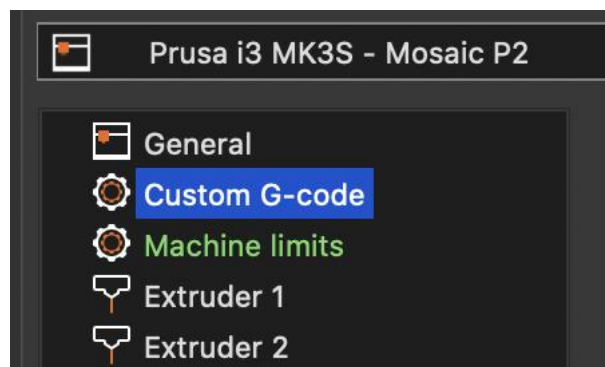 Prusa i3 MK3S - Mosaic P2
General
Custom G-code
Machine limits
Extruder 1
Extruder 2